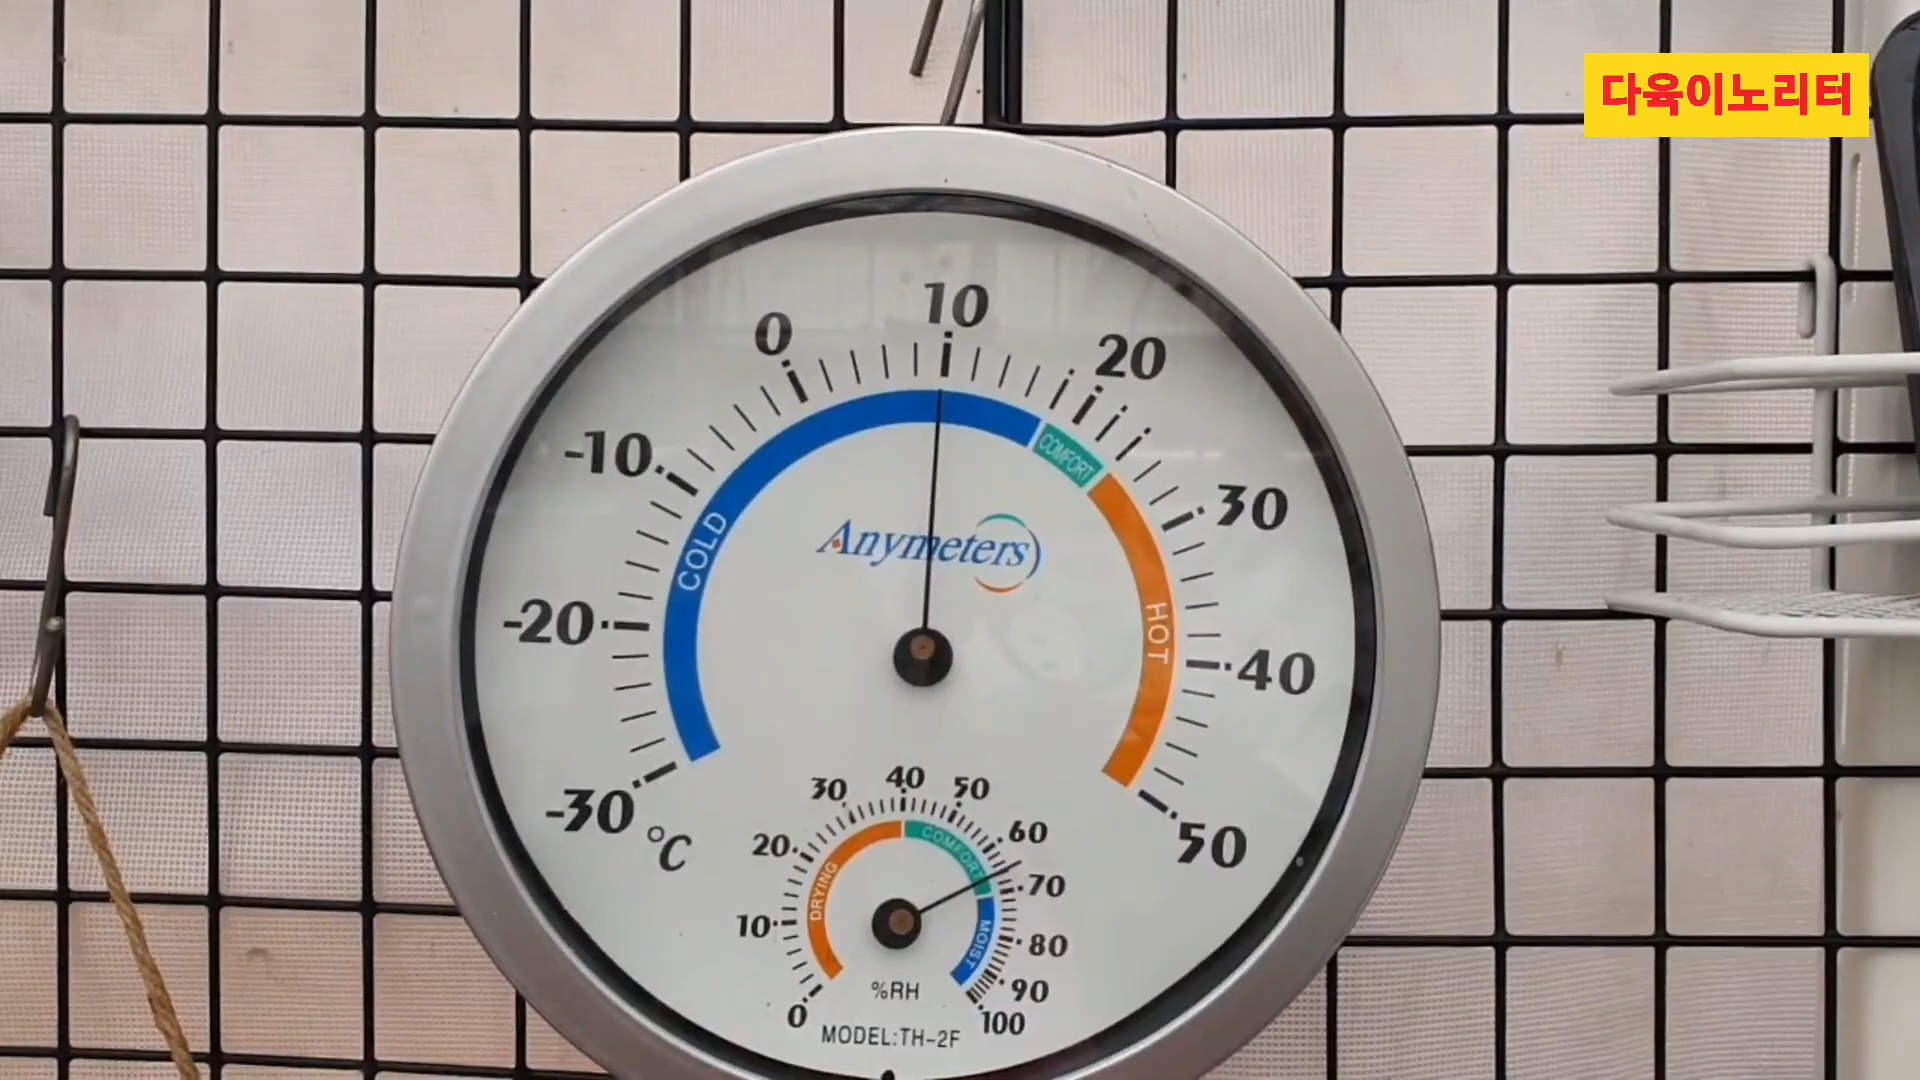 다육이노리터
10
0
20
-10
30
-20
40
-30
50
°C
COLD
COMFORT
HOT
Anymeters
40
30
50
20
60
70
10
80
0
90
100
DRYING
COMFORT
MOIST
%RH
MODEL:TH-2F